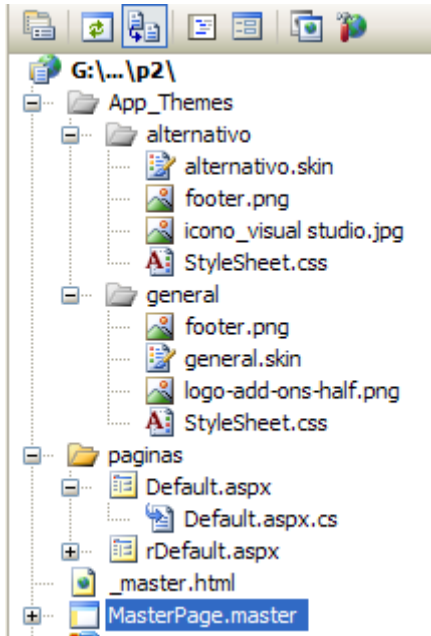 G:\...\p2\
App_Themes
alternativo
alternativo.skin
footer.png
icono_visual studio.jpg
StyleSheet.css
general
footer.png
general.skin
logo-add-ons-half.png
StyleSheet.css
paginas
Default.aspx
Default.aspx.cs
rDefault.aspx
_master.html
MasterPage.master